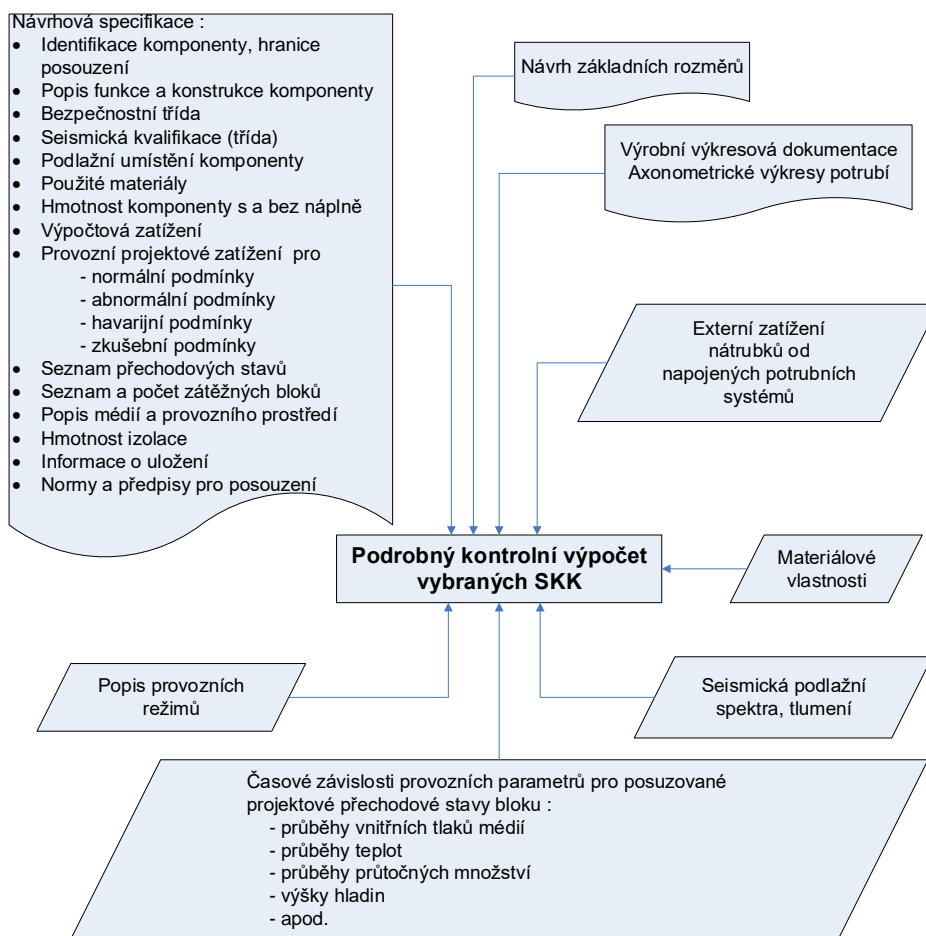 Návrhová specifikace :
• Identifikace komponenty, hranice
posouzení
• Popis funkce a konstrukce komponenty
• Bezpečnostní třída
• Seismická kvalifikace (třída)
• Podlažní umístění komponenty
• Použité materiály
• Hmotnost komponenty s a bez náplně
• Výpočtová zatížení
• Provozní projektové zatížení pro
- normální podmínky
- abnormální podmínky
- havarijní podmínky
- zkušební podmínky
• Seznam přechodových stavů
• Seznam a počet zátěžných bloků
• Popis médií a provozního prostředí
• Hmotnost izolace
• Informace o uložení
• Normy a předpisy pro posouzení
Návrh základních rozměrů
Výrobní výkresová dokumentace
Axonometrické výkresy potrubí
Externí zatížení
nátrubků od
napojených potrubních
systémů
Podrobný kontrolní výpočet
vybraných SKK
Materiálové
vlastnosti
Popis provozních
režimů
Seismická podlažní
spektra, tlumení
Časové závislosti provozních parametrů pro posuzované
projektové přechodové stavy bloku :
- průběhy vnitřních tlaků médií
- průběhy teplot
- průběhy průtočných množství
- výšky hladin
- apod.